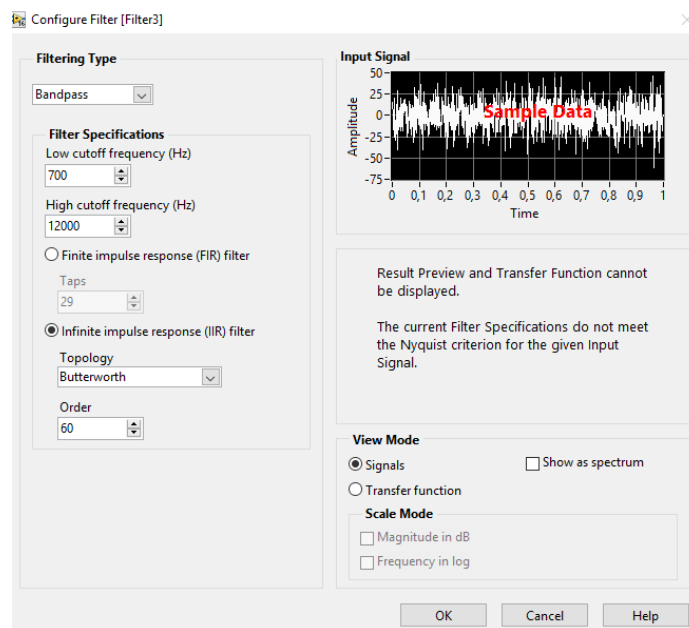 Configure Filter [Filter3]
Filtering Type
Bandpass
Filter Specifications
Low cutoff frequency (Hz)
700
High cutoff frequency (Hz)
12000
Finite impulse response (FIR) filter
Taps
29
Infinite impulse response (IIR) filter
Topology
Butterworth
Order
60
Input Signal
50
25
0
-25
-50
-75
Amplitude
Sample Data
0 0,1 0,2 0,3 0,4 0,5 0,6 0,7 0,8 0,9 1
Time
Result Preview and Transfer Function cannot
be displayed.
The current Filter Specifications do not meet
the Nyquist criterion for the given Input
Signal.
View Mode
Signals
Show as spectrum
Transfer function
Scale Mode
Magnitude in dB
Frequency in log
OK Cancel Help